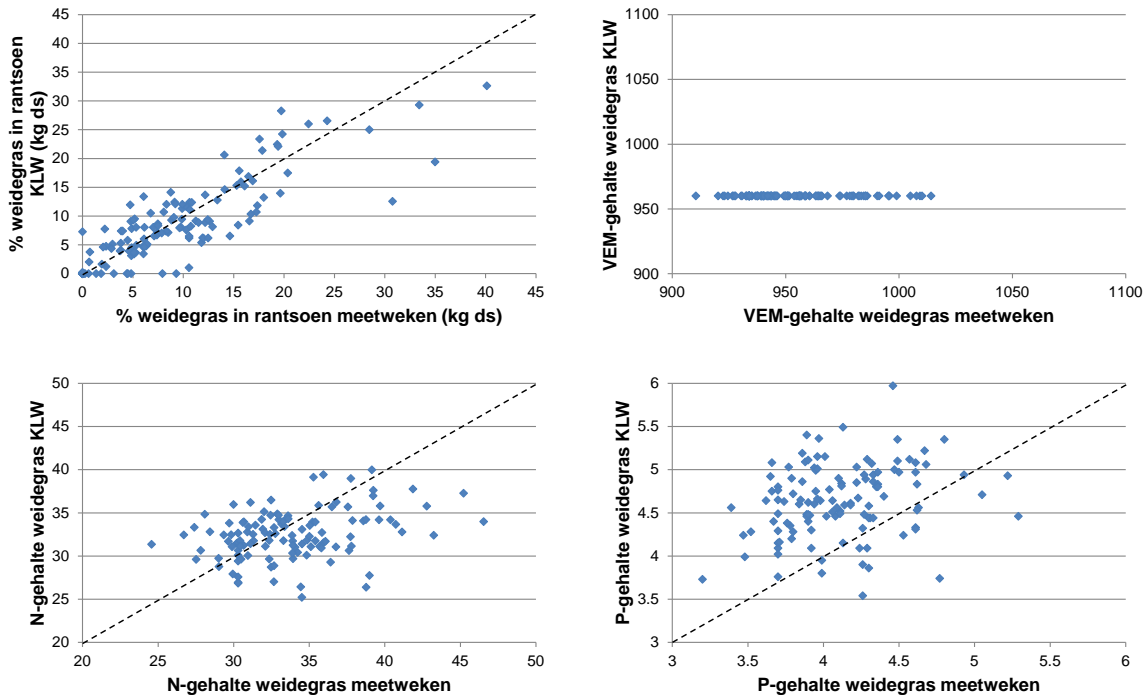 45
40
35
30
25
20
15
10
5
0
% weidegras in rantsoen
KLW (kg ds)
0 5 10 15 20 25 30 35 40 45
% weidegras in rantsoen meetweken (kg ds)
1100
1050
1000
950
900
VEM-gehalte weidegras KLW
900 950 1000 1050 1100
VEM-gehalte weidegras meetweken
50
45
40
35
30
25
20
N-gehalte weidegras KLW
20 25 30 35 40 45 50
N-gehalte weidegras meetweken
6
5.5
5
4.5
4
3.5
3
P-gehalte weidegras KLW
3 3.5 4 4.5 5 5.5 6
P-gehalte weidegras meetweken